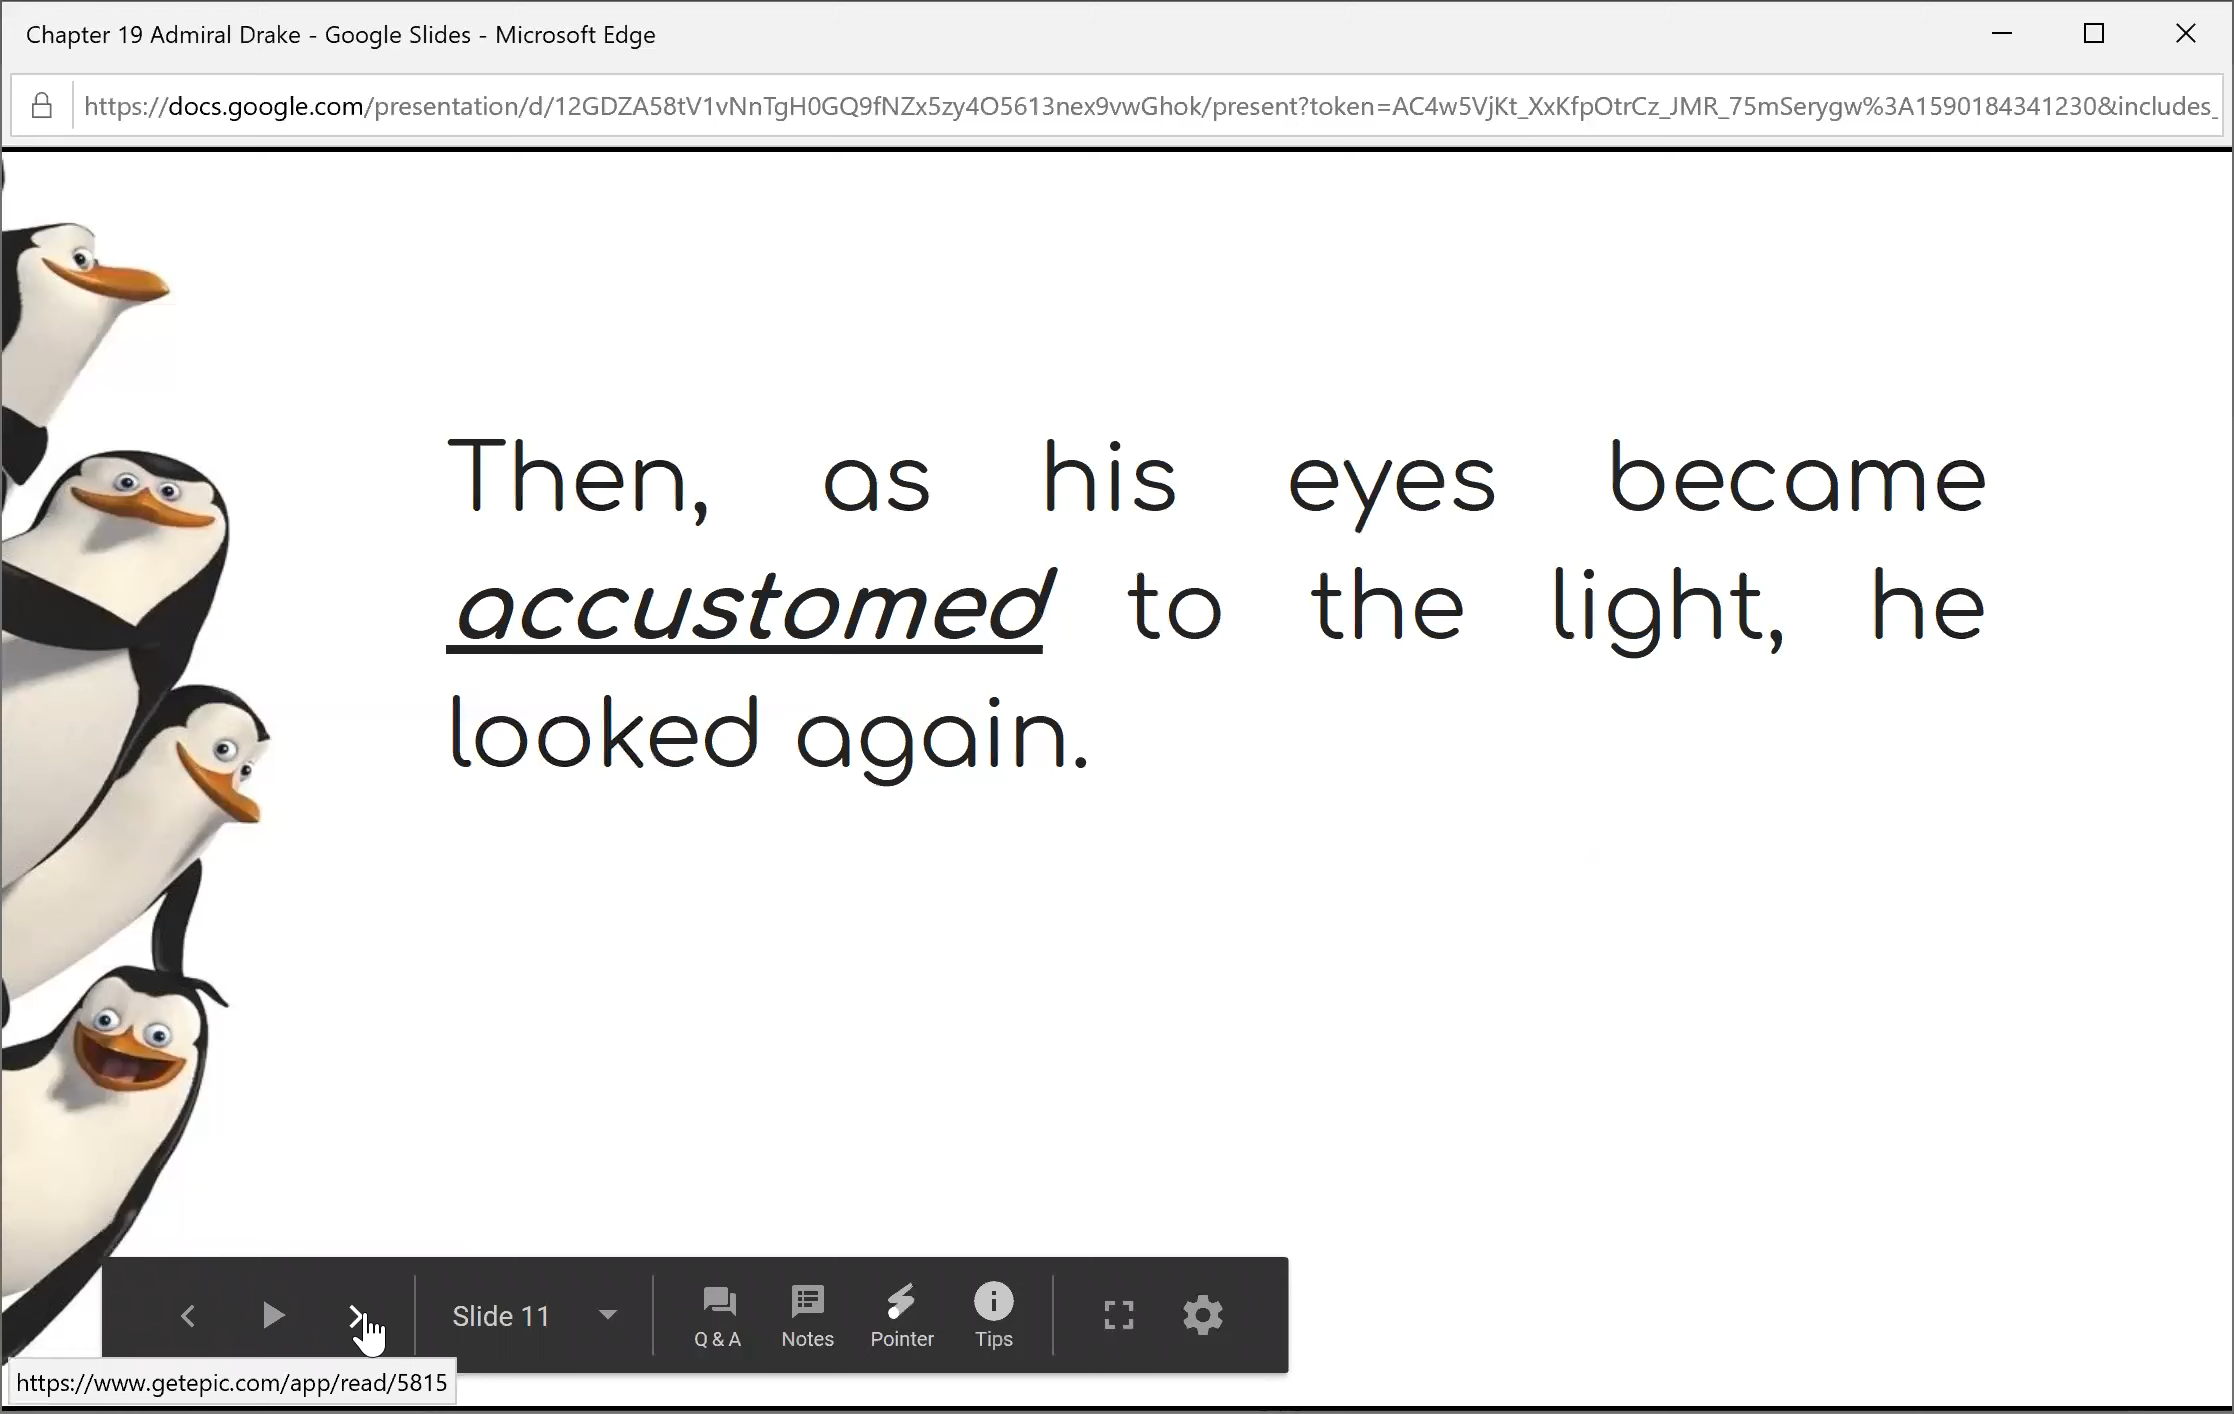 Chapter 19 Admiral Drake - Google Slides - Microsoft Edge
https://docs.google.com/presentation/d/12GDZA58tV1vNnTgH0GQ9fNZx5zy4O5613nex9vwGhok/present?token=AC4w5VjKt_XxKfpOtrCz_JMR_75mSerygw%3A1590184341230&includes_
Then, as his eyes became
accustomed to the light, he
looked again.
Slide 11
Q & A Notes Pointer Tips
https://www.getepic.com/app/read/5815